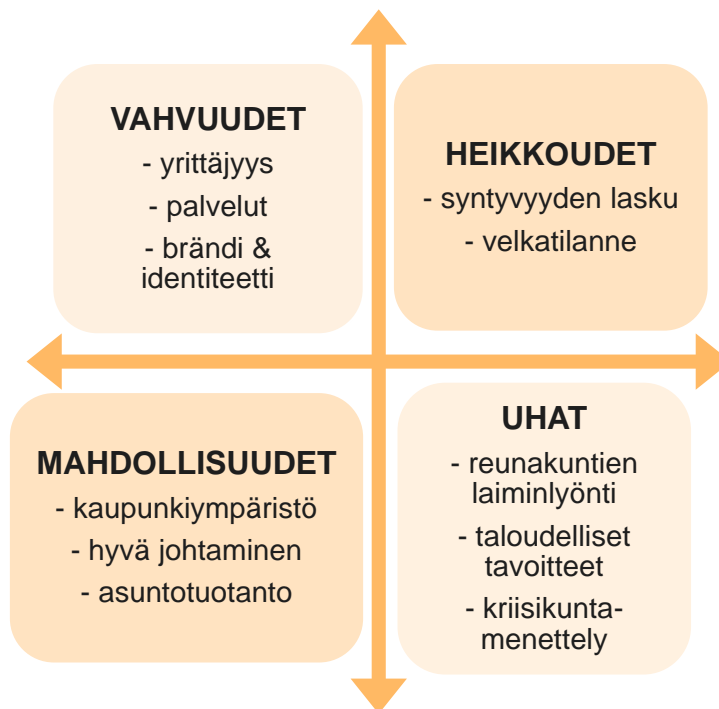 VAHVUUDET
- yrittäjyys
- palvelut
- brändi &
identiteetti
HEIKKOUDET
- syntyvyyden lasku
- velkatilanne
MAHDOLLISUUDET
- kaupunkiympäristö
- hyvä johtaminen
- asuntotuotanto
UHAT
- reunakuntien
laiminlyönti
- taloudelliset
tavoitteet
- kriisikunta-
menettely